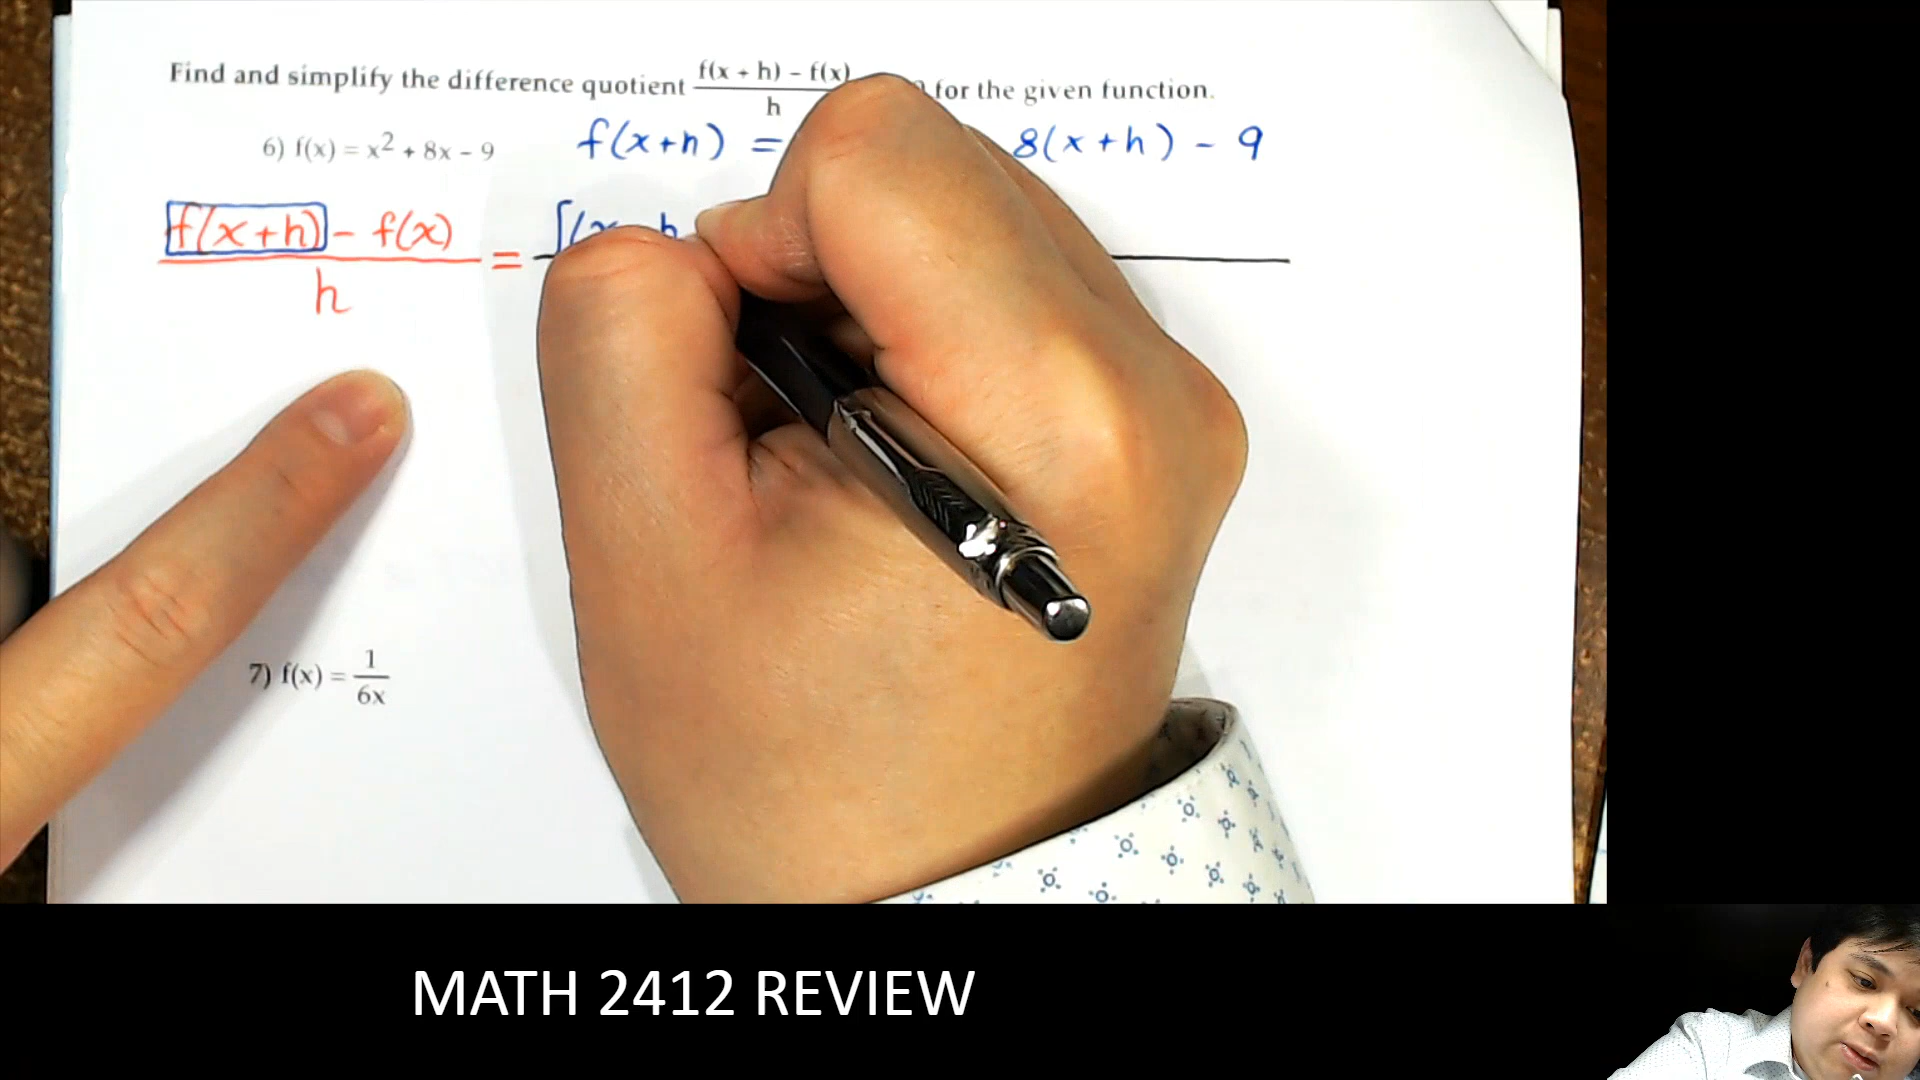 Find and simplify the difference quotient f(x + h) – f(x) / h for the given function.
6) f(x) = x² + 8x – 9
f(x+h) = 8(x+h) - 9
f(x+h) - f(x) / h = [(x h
7) f(x) = 1 / 6x
MATH 2412 REVIEW